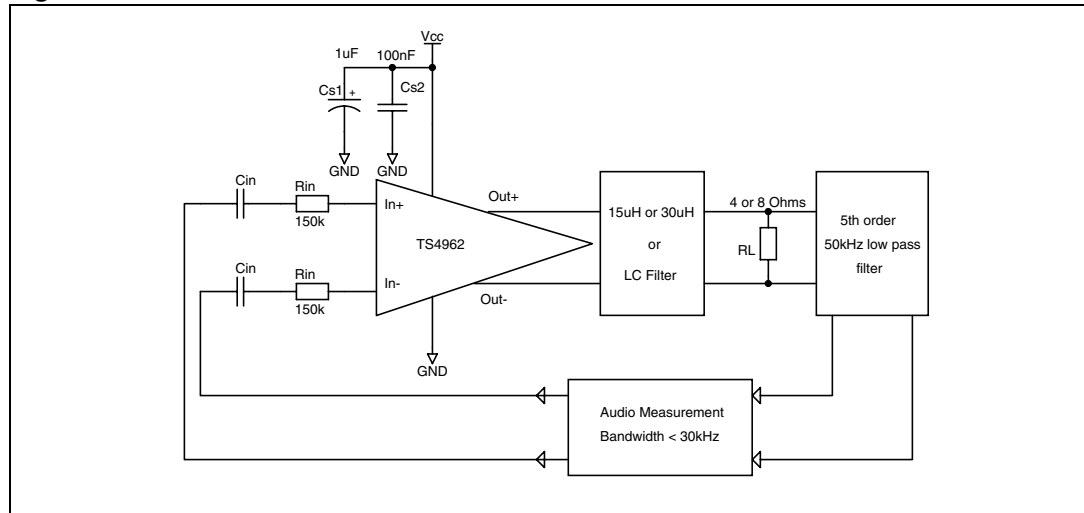 Vcc
1uF
100nF
Cs1
+
Cs2
GND
GND
Cin
Rin
150k
In+
Out+
TS4962
Cin
Rin
150k
In-
Out-
GND
15uH or 30uH
or
LC Filter
4 or 8 Ohms
RL
5th order
50kHz low pass
filter
Audio Measurement
Bandwidth < 30kHz